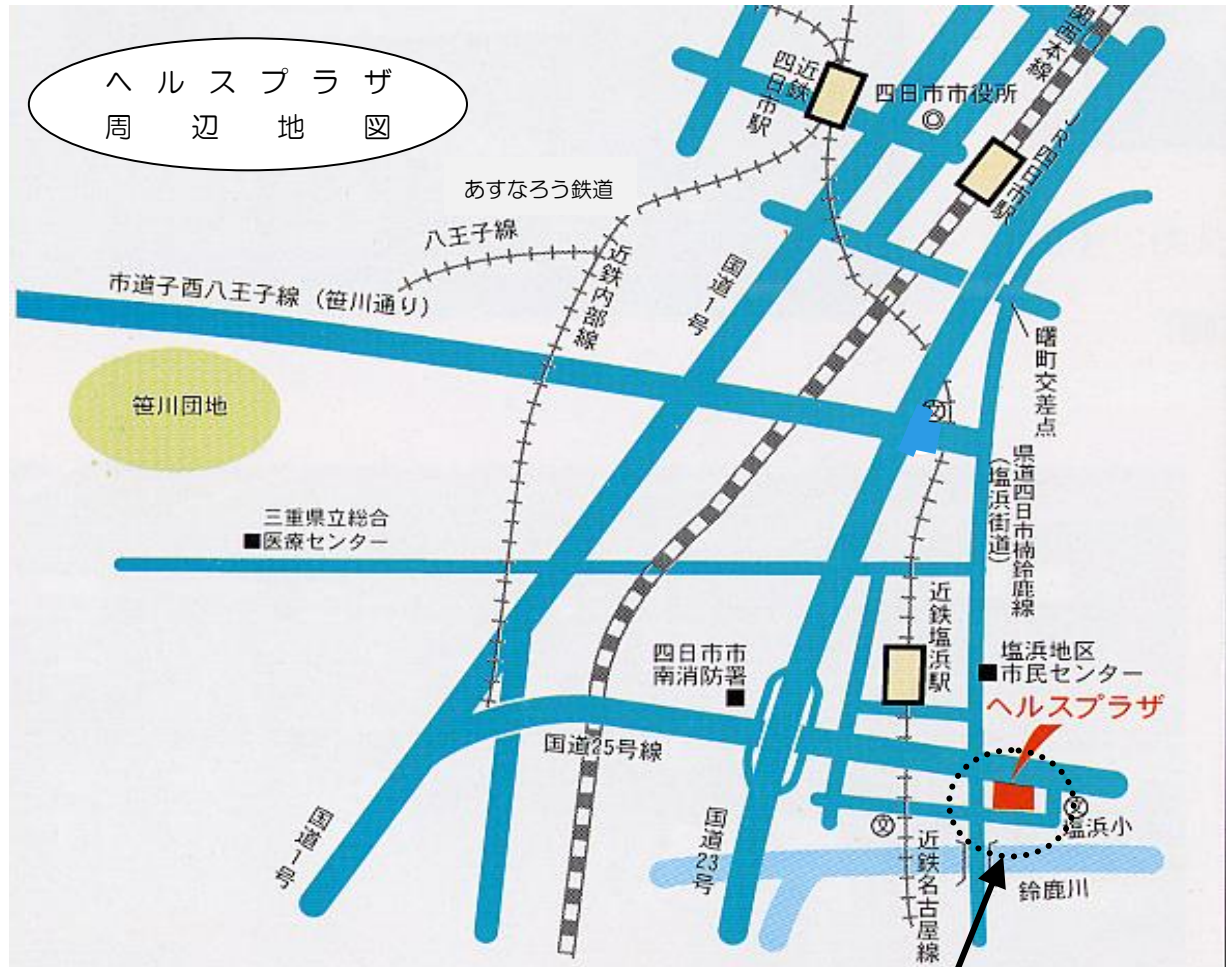 ヘルスプラザ
周辺地図
近鉄
四日市駅
四日市市役所
関西本線
JR四日市駅
あすなろう鉄道
八王子線
近鉄内部線
国道1号
市道子酉八王子線（笹川通り）
笹川団地
曙町交差点
県道四日市楠鈴鹿線
（塩浜街道）
三重県立総合
医療センター
近鉄塩浜駅
四日市市
南消防署
塩浜地区
市民センター
ヘルスプラザ
国道25号線
国道1号
国道23号
文
近鉄名古屋線
文
塩浜小
鈴鹿川